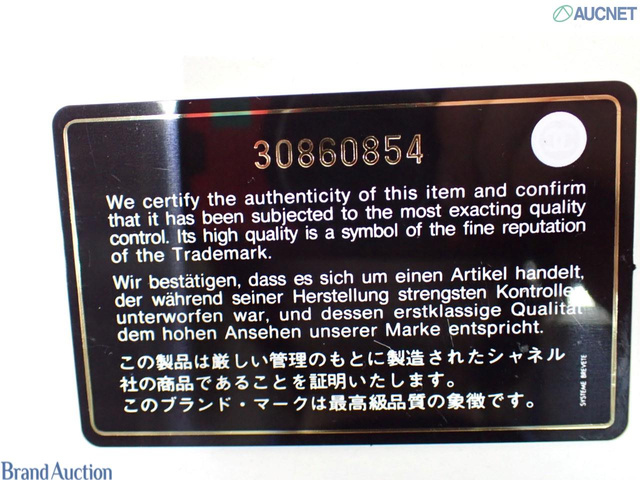 AUCNET
30860854
We certify the authenticity of this item and confirm
that it has been subjected to the most exacting quality
control. Its high quality is a symbol of the fine reputation
of the Trademark.
Wir bestätigen, dass es sich um einen Artikel handelt,
der während seiner Herstellung strengsten Kontrollen
unterworfen war, und dessen erstklassige Qualität
dem hohen Ansehen unserer Marke entspricht.
この製品は厳しい管理のもとに製造されたシャネル
社の商品であることを証明いたします。
このブランド・マークは最高級品質の象徴です。
SYSTEME BREVETE
Brand Auction